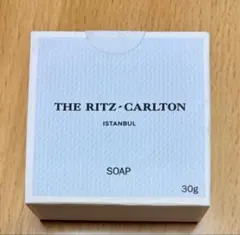 THE RITZ-CARLTON
ISTANBUL
SOAP
30g